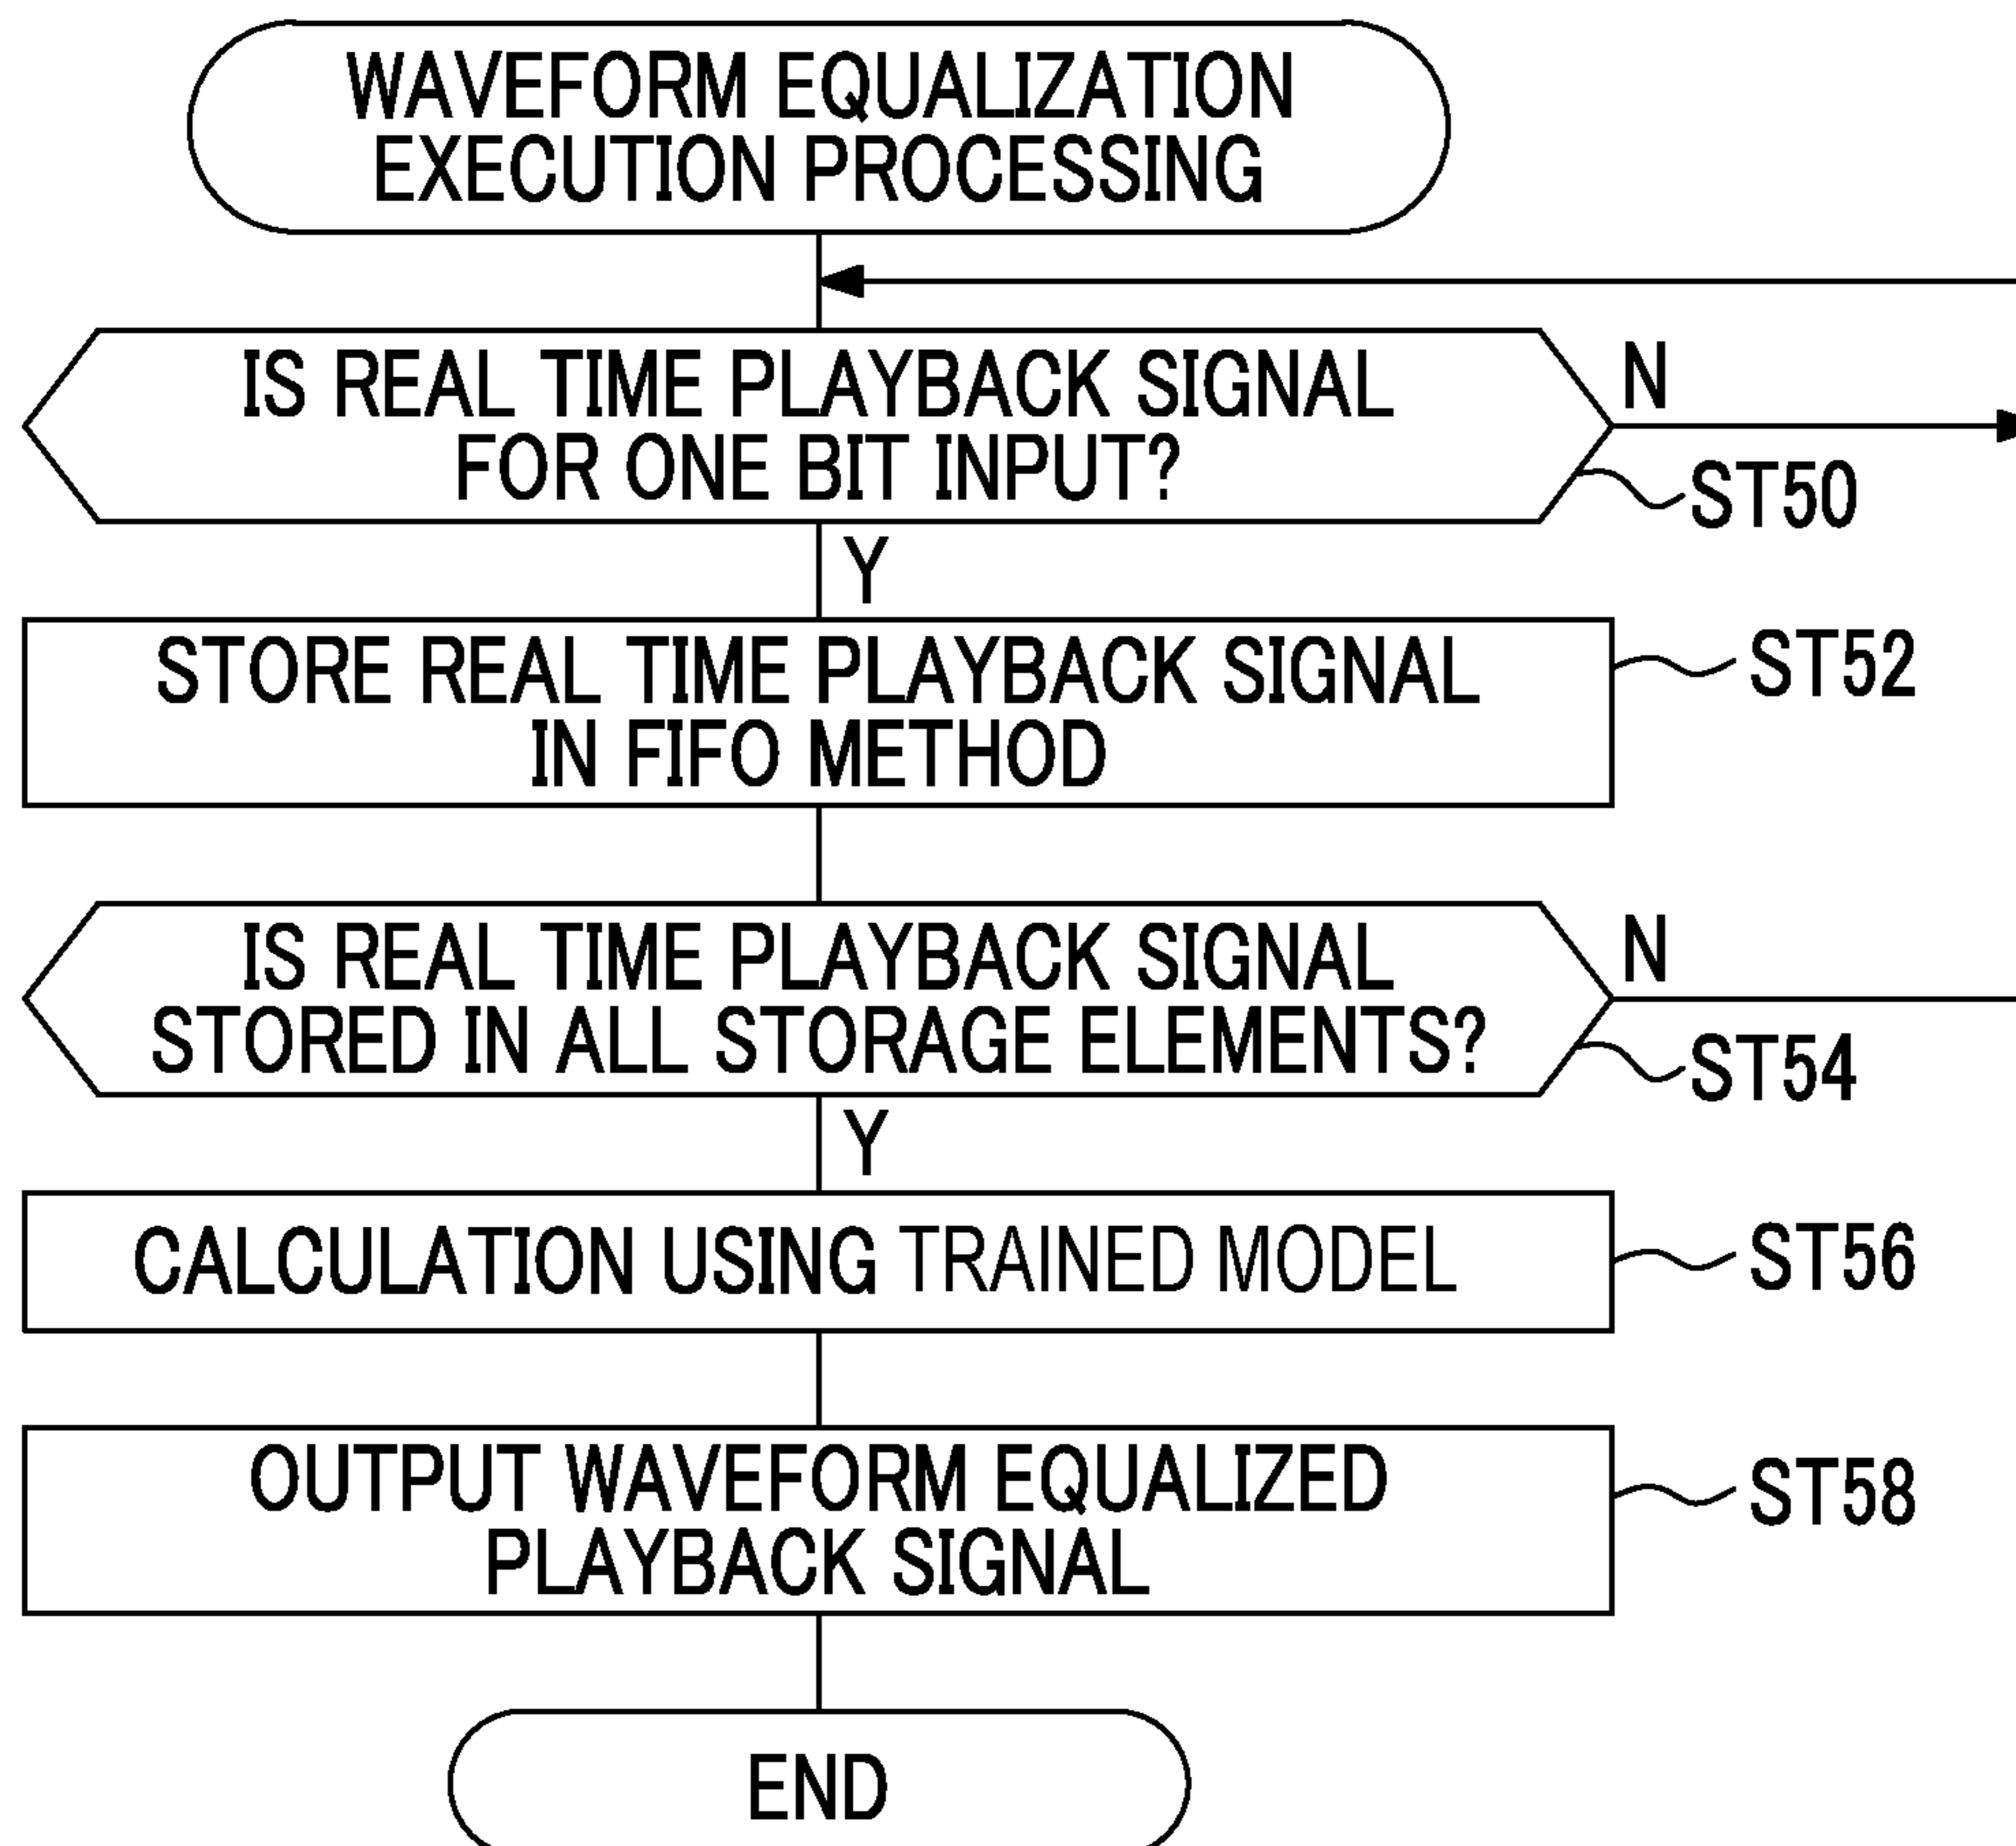 WAVEFORM EQUALIZATION
EXECUTION PROCESSING
IS REAL TIME PLAYBACK SIGNAL
FOR ONE BIT INPUT?
N
ST50
Y
STORE REAL TIME PLAYBACK SIGNAL
IN FIFO METHOD
ST52
IS REAL TIME PLAYBACK SIGNAL
STORED IN ALL STORAGE ELEMENTS?
N
ST54
Y
CALCULATION USING TRAINED MODEL
ST56
OUTPUT WAVEFORM EQUALIZED
PLAYBACK SIGNAL
ST58
END